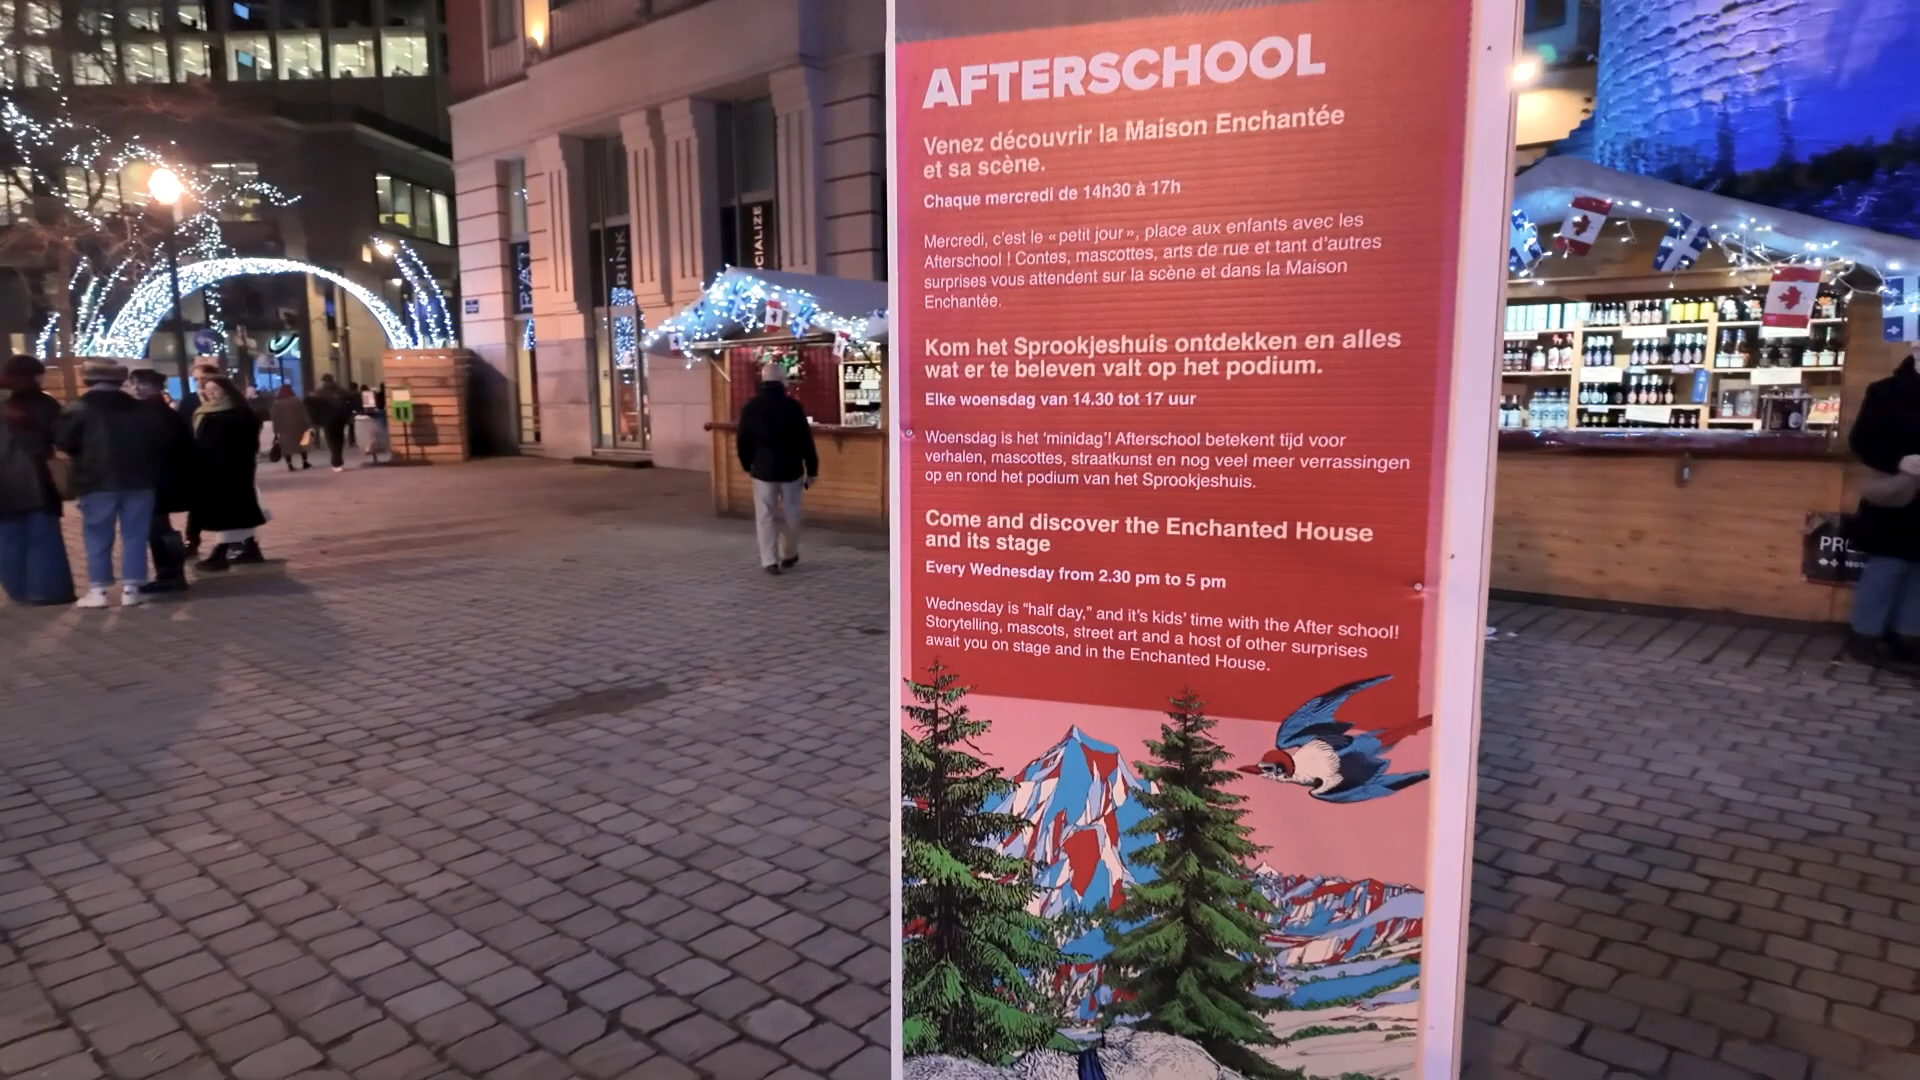 AFTERSCHOOL
Venez découvrir la Maison Enchantée
et sa scène.
Chaque mercredi de 14h30 à 17h
Mercredi, c'est le «petit jour», place aux enfants avec les
Afterschool ! Contes, mascottes, arts de rue et tant d'autres
surprises vous attendent sur la scène et dans la Maison
Enchantée.
Kom het Sprookjeshuis ontdekken en alles
wat er te beleven valt op het podium.
Elke woensdag van 14.30 tot 17 uur
Woensdag is het 'minidag'! Afterschool betekent tijd voor
verhalen, mascottes, straatkunst en nog veel meer verrassingen
op en rond het podium van het Sprookjeshuis.
Come and discover the Enchanted House
and its stage
Every Wednesday from 2.30 pm to 5 pm
Wednesday is “half day,” and it's kids' time with the After school!
Storytelling, mascots, street art and a host of other surprises
await you on stage and in the Enchanted House.
EAT
RINK
CIALIZE